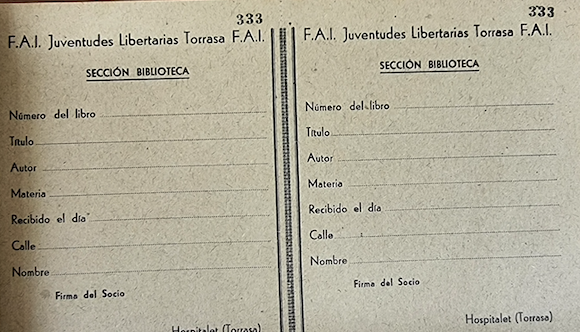 333
F.A.I. Juventudes Libertarias Torrasa F.A.I.
SECCIÓN BIBLIOTECA
Número del libro
Título
Autor
Materia
Recibido el día
Calle
Nombre
Firma del Socio
Hospitalet (Torrasa)
333
F.A.I. Juventudes Libertarias Torrasa F.A.I.
SECCIÓN BIBLIOTECA
Número del libro
Título
Autor
Materia
Recibido el día
Calle
Nombre
Firma del Socio
Hospitalet (Torrasa)